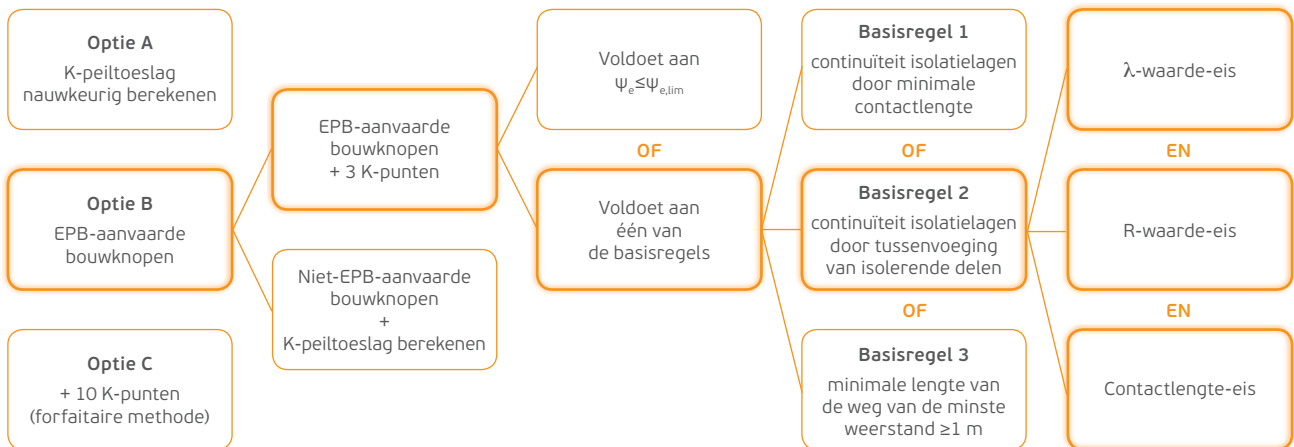 Optie A
K-peiltoeslag
nauwkeurig berekenen
Optie B
EPB-aanvaarde
bouwknopen
Optie C
+ 10 K-punten
(forfaitaire methode)
EPB-aanvaarde
bouwknopen
+ 3 K-punten
Niet-EPB-aanvaarde
bouwknopen
+
K-peiltoeslag berekenen
Voldoet aan
Ψe≤Ψe,lim
OF
Voldoet aan
één van
de basisregels
Basisregel 1
continuïteit isolatielagen
door minimale
contactlengte
OF
Basisregel 2
continuïteit isolatielagen
door tussenvoeging
van isolerende delen
OF
Basisregel 3
minimale lengte van
de weg van de minste
weerstand ≥1 m
λ-waarde-eis
EN
R-waarde-eis
EN
Contactlengte-eis